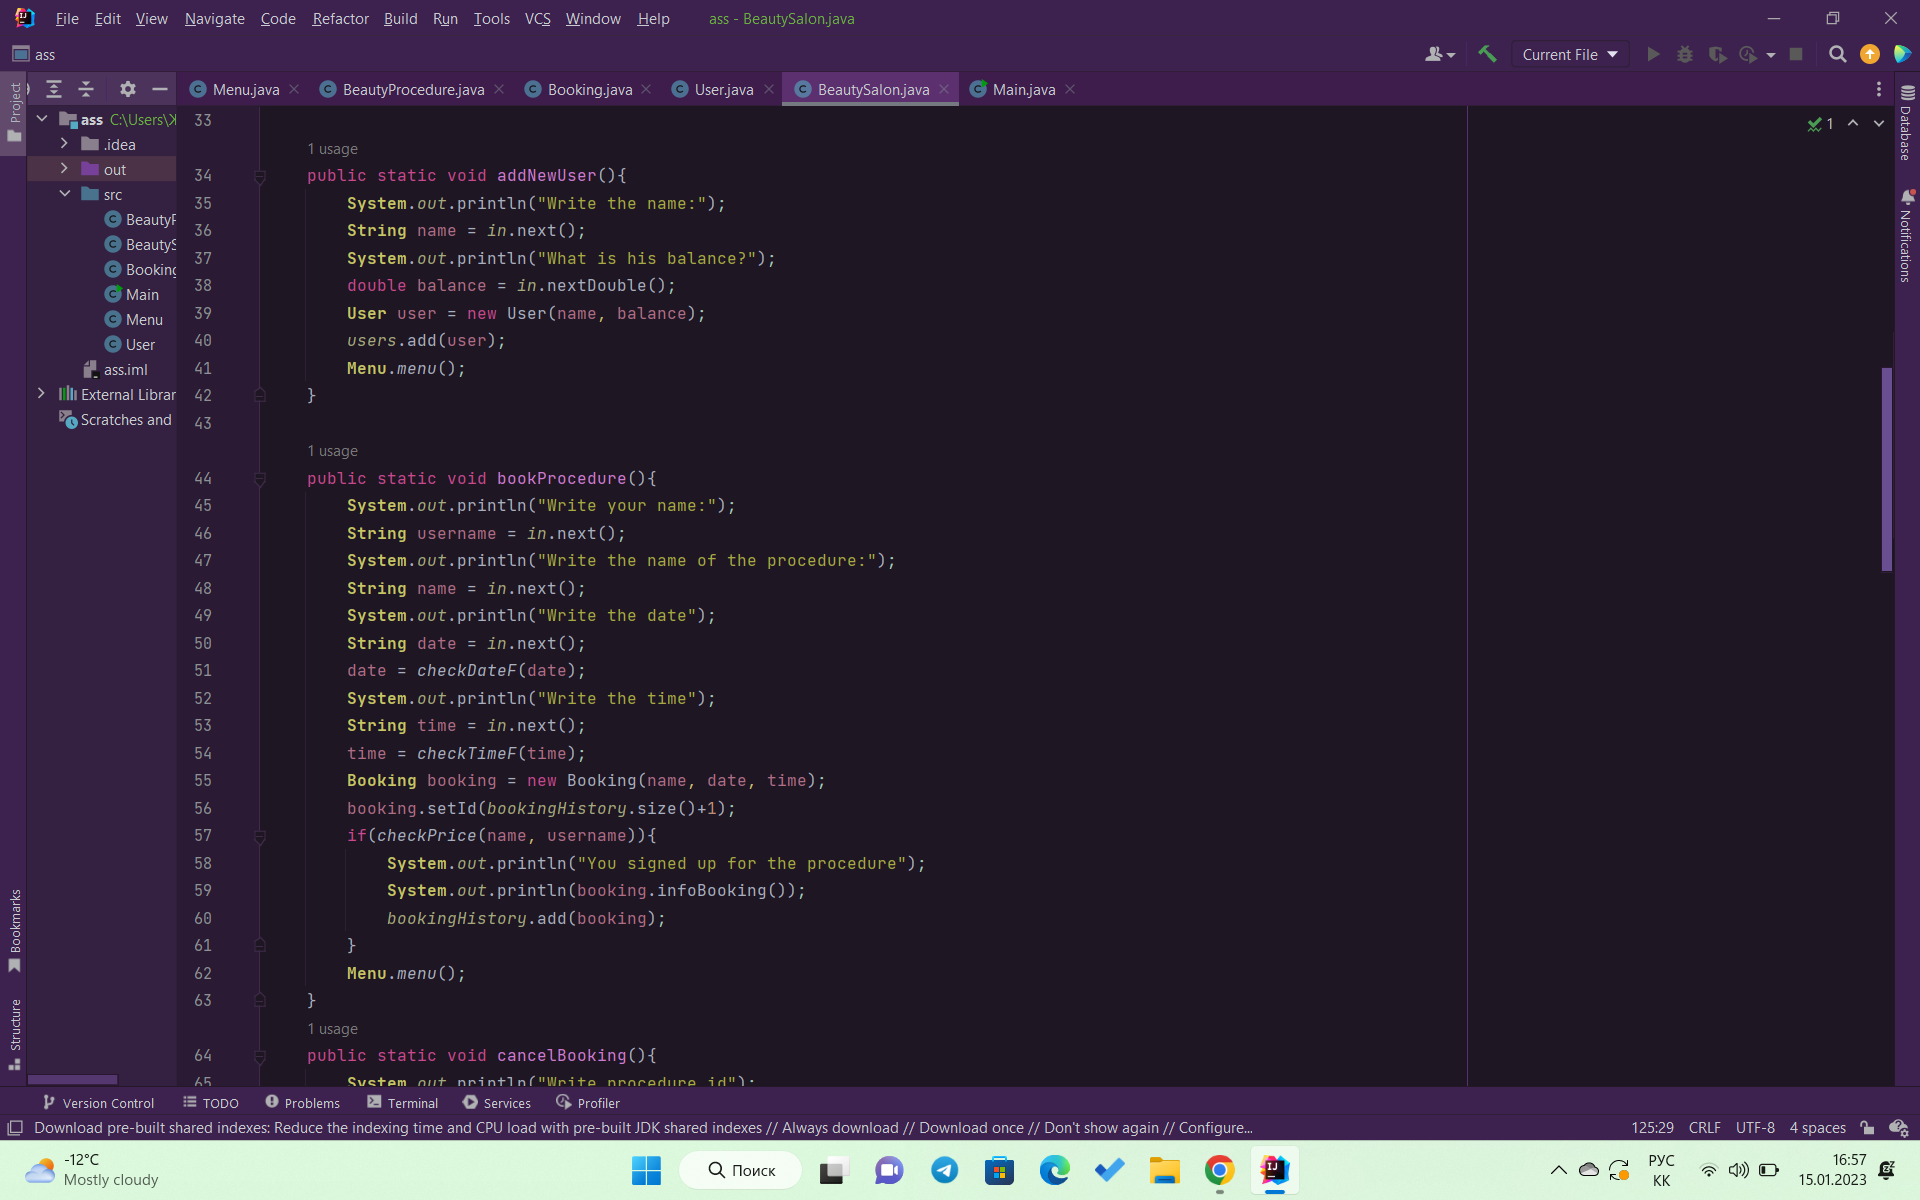 File Edit View Navigate Code Refactor Build Run Tools VCS Window Help ass - BeautySalon.java
ass Current File
Menu.java BeautyProcedure.java Booking.java User.java BeautySalon.java Main.java
Project
ass C:\Users\X
.idea
out
src
BeautyP
BeautyS
Booking
Main
Menu
User
ass.iml
External Librar
Scratches and
Bookmarks
Structure
33
1 usage
34 public static void addNewUser(){
35 System.out.println("Write the name:");
36 String name = in.next();
37 System.out.println("What is his balance?");
38 double balance = in.nextDouble();
39 User user = new User(name, balance);
40 users.add(user);
41 Menu.menu();
42 }
43
1 usage
44 public static void bookProcedure(){
45 System.out.println("Write your name:");
46 String username = in.next();
47 System.out.println("Write the name of the procedure:");
48 String name = in.next();
49 System.out.println("Write the date");
50 String date = in.next();
51 date = checkDateF(date);
52 System.out.println("Write the time");
53 String time = in.next();
54 time = checkTimeF(time);
55 Booking booking = new Booking(name, date, time);
56 booking.setId(bookingHistory.size()+1);
57 if(checkPrice(name, username)){
58 System.out.println("You signed up for the procedure");
59 System.out.println(booking.infoBooking());
60 bookingHistory.add(booking);
61 }
62 Menu.menu();
63 }
1 usage
64 public static void cancelBooking(){
65 System.out.println("Write procedure id");
1
Database
Notifications
Version Control TODO Problems Terminal Services Profiler
Download pre-built shared indexes: Reduce the indexing time and CPU load with pre-built JDK shared indexes // Always download // Download once // Don't show again // Configure... 125:29 CRLF UTF-8 4 spaces
-12°C
Mostly cloudy
Поиск
РУС
КК
16:57
15.01.2023